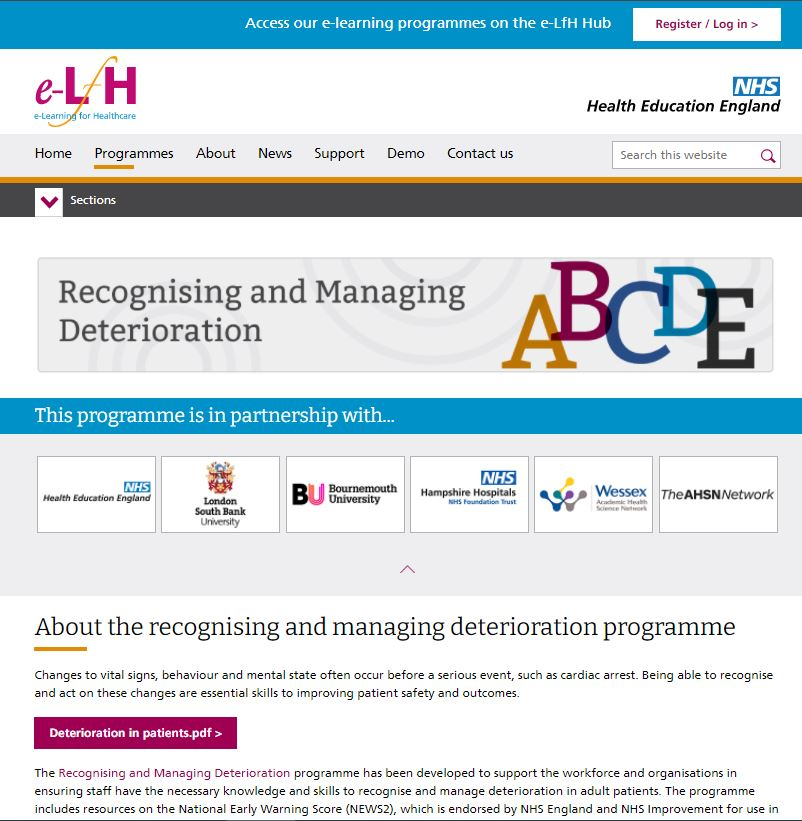 Access our e-learning programmes on the e-LfH Hub
Register / Log in >
e-LfH
e-Learning for Healthcare
NHS
Health Education England
Home Programmes About News Support Demo Contact us
Search this website
Sections
Recognising and Managing
Deterioration
ABCDE
This programme is in partnership with...
NHS
Health Education England
London
South Bank
University
BU Bournemouth
University
NHS
Hampshire Hospitals
NHS Foundation Trust
Wessex
Academic Health
Science Network
TheAHSNNetwork
About the recognising and managing deterioration programme
Changes to vital signs, behaviour and mental state often occur before a serious event, such as cardiac arrest. Being able to recognise
and act on these changes are essential skills to improving patient safety and outcomes.
Deterioration in patients.pdf >
The Recognising and Managing Deterioration programme has been developed to support the workforce and organisations in
ensuring staff have the necessary knowledge and skills to recognise and manage deterioration in adult patients. The programme
includes resources on the National Early Warning Score (NEWS2), which is endorsed by NHS England and NHS Improvement for use in